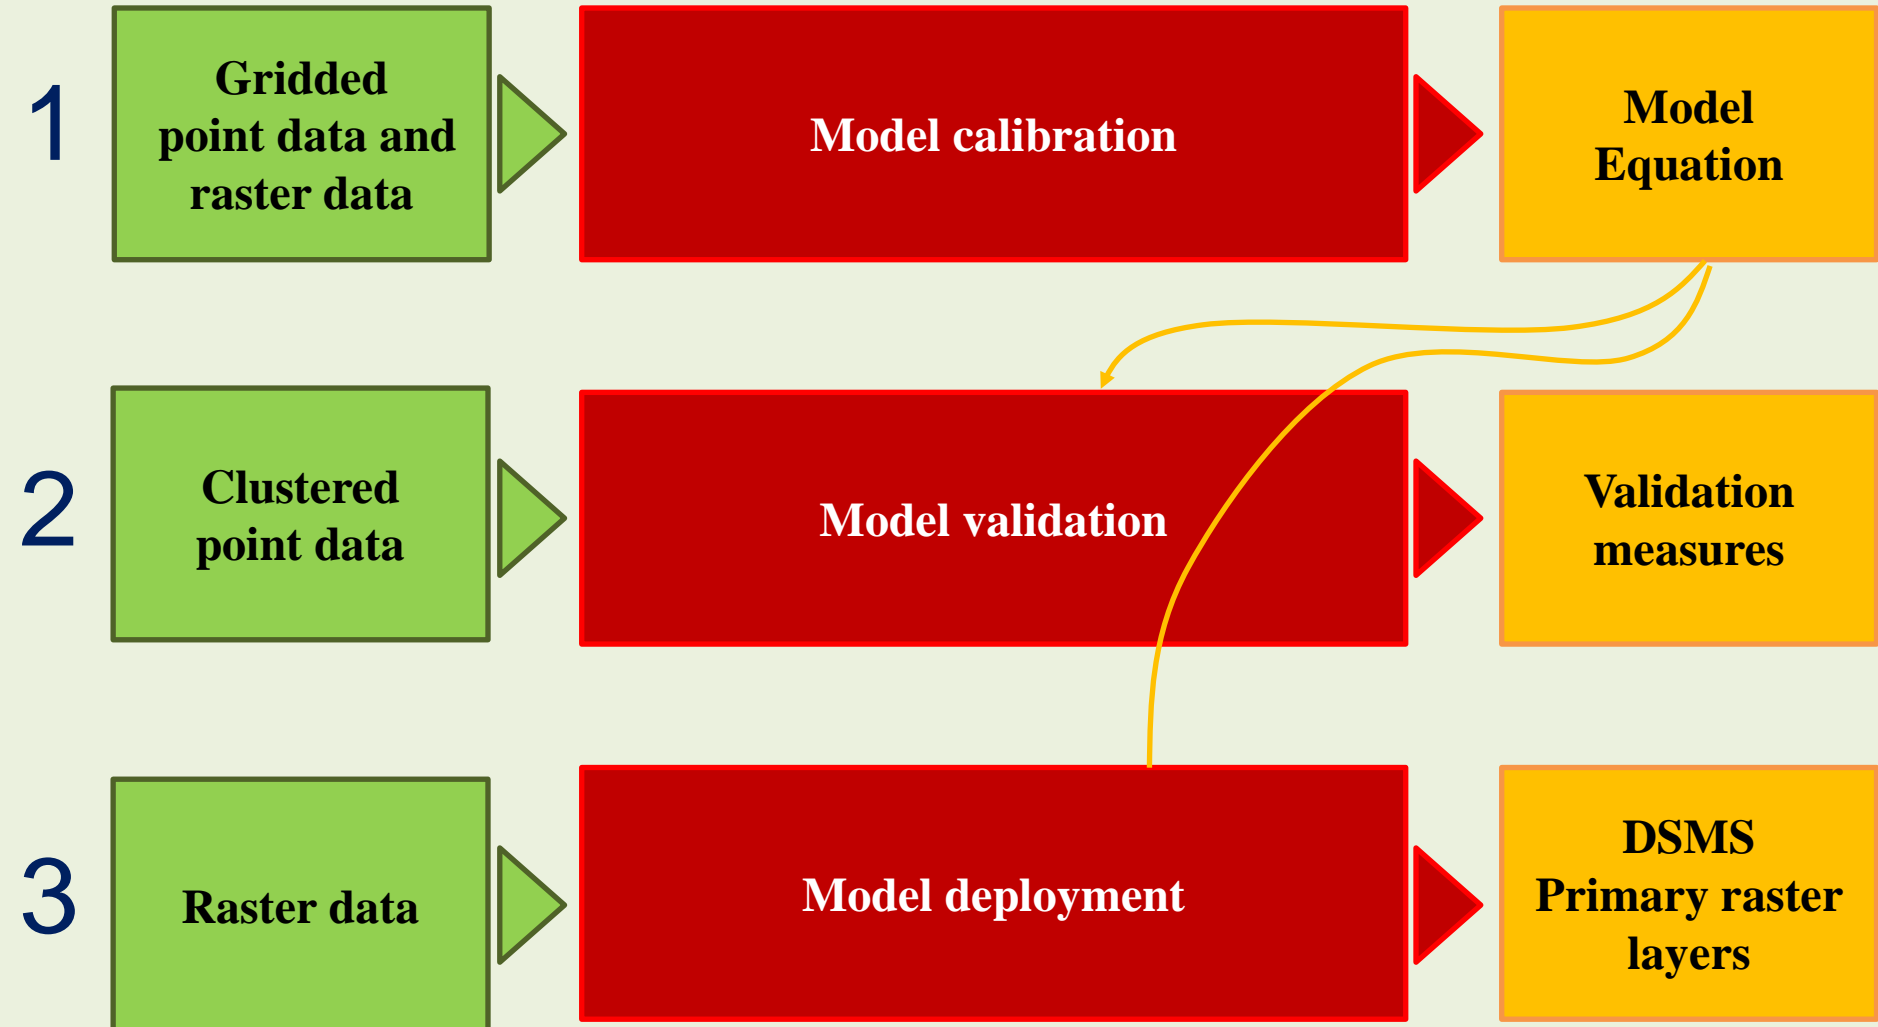 1
Gridded
point data and
raster data
Model calibration
Model
Equation
2
Clustered
point data
Model validation
Validation
measures
3
Raster data
Model deployment
DSMS
Primary raster
layers